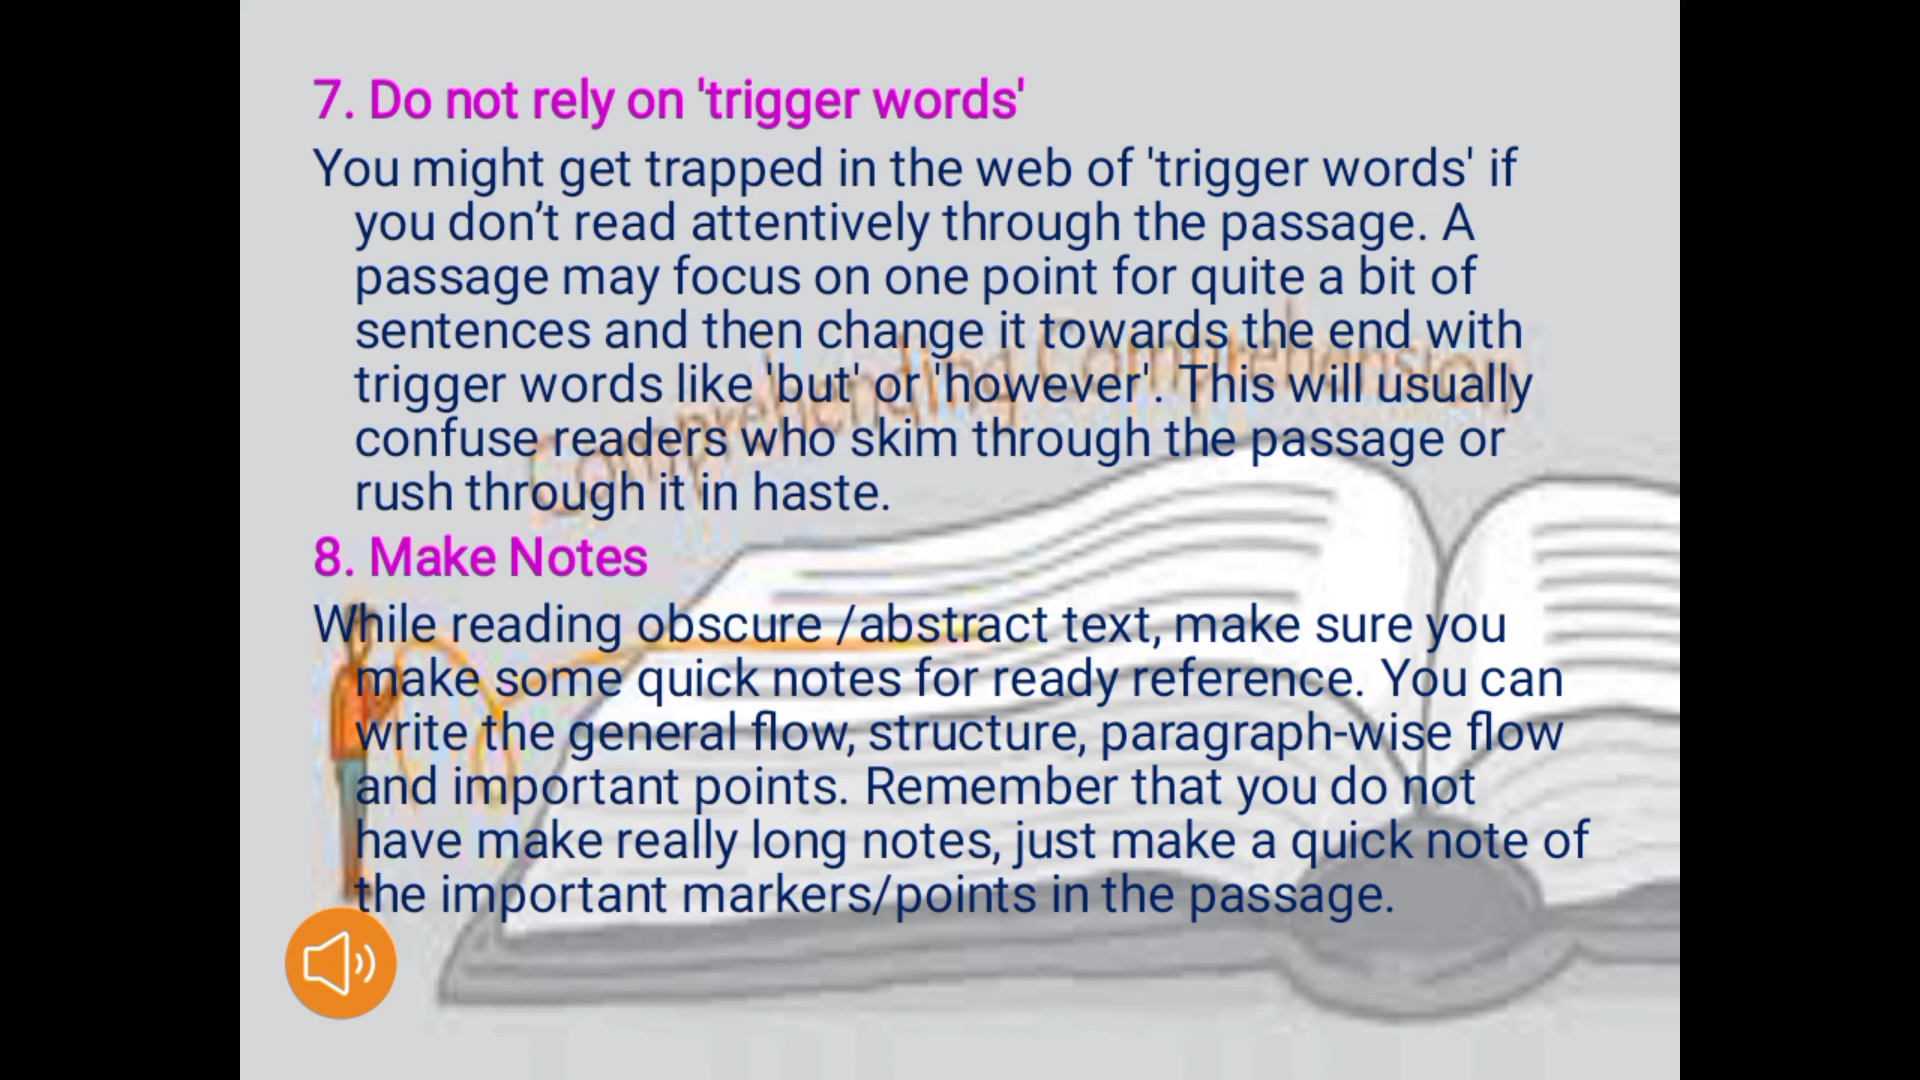 7. Do not rely on 'trigger words'
You might get trapped in the web of 'trigger words' if
you don’t read attentively through the passage. A
passage may focus on one point for quite a bit of
sentences and then change it towards the end with
trigger words like 'but' or 'however'. This will usually
confuse readers who skim through the passage or
rush through it in haste.
8. Make Notes
While reading obscure /abstract text, make sure you
make some quick notes for ready reference. You can
write the general flow, structure, paragraph-wise flow
and important points. Remember that you do not
have make really long notes, just make a quick note of
the important markers/points in the passage.
Comprehending Comprehension